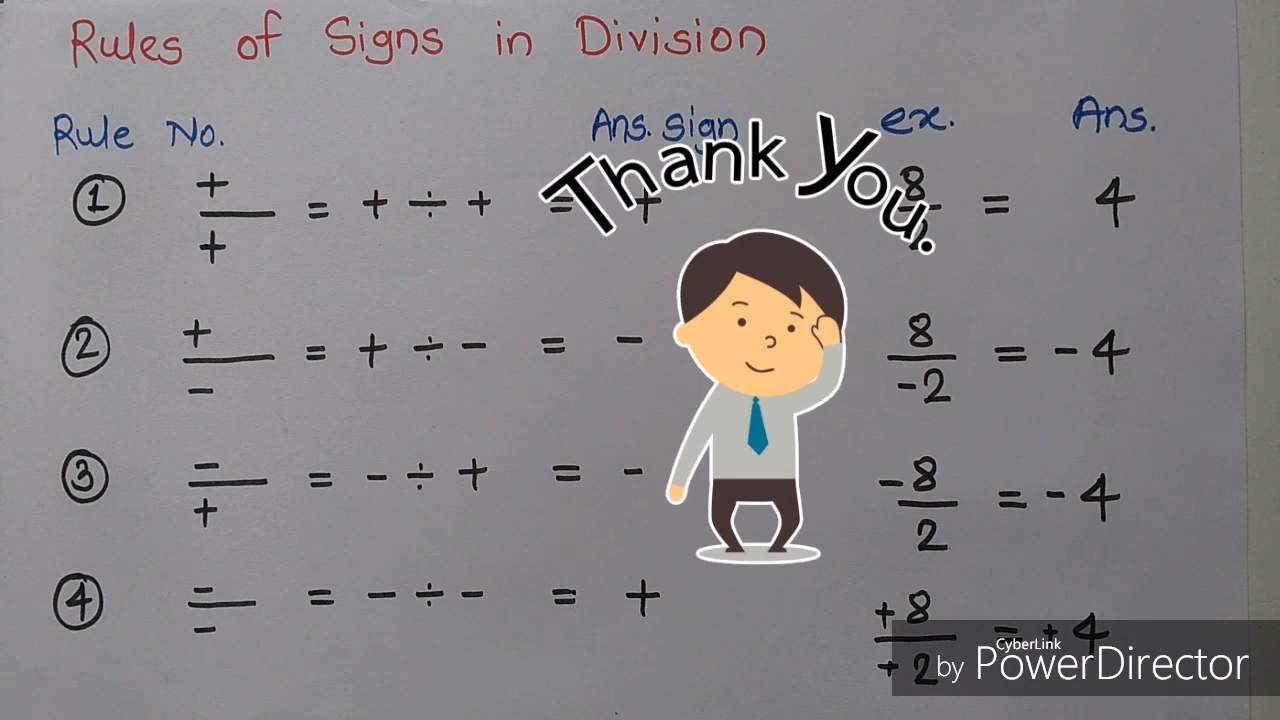 Rules of Signs in Division
Rule No. Ans. sign ex. Ans.
Thank You.
① +/+ = + ÷ + = + 8/2 = 4
② +/- = + ÷ - = - 8/-2 = -4
③ -/+ = - ÷ + = - -8/2 = -4
④ -/- = - ÷ - = + +8/+2 = +4
CyberLink
by PowerDirector